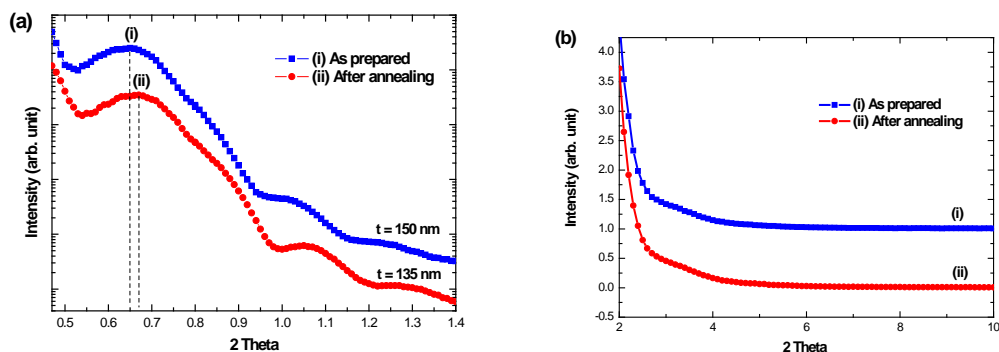 (a)
(i)
(ii)
(i) As prepared
(ii) After annealing
t = 150 nm
t = 135 nm
Intensity (arb. unit)
0.5 0.6 0.7 0.8 0.9 1.0 1.1 1.2 1.3 1.4
2 Theta
(b)
4.0
3.5
3.0
2.5
2.0
1.5
1.0
0.5
0.0
-0.5
Intensity (arb. unit)
(i) As prepared
(ii) After annealing
(i)
(ii)
2 4 6 8 10
2 Theta